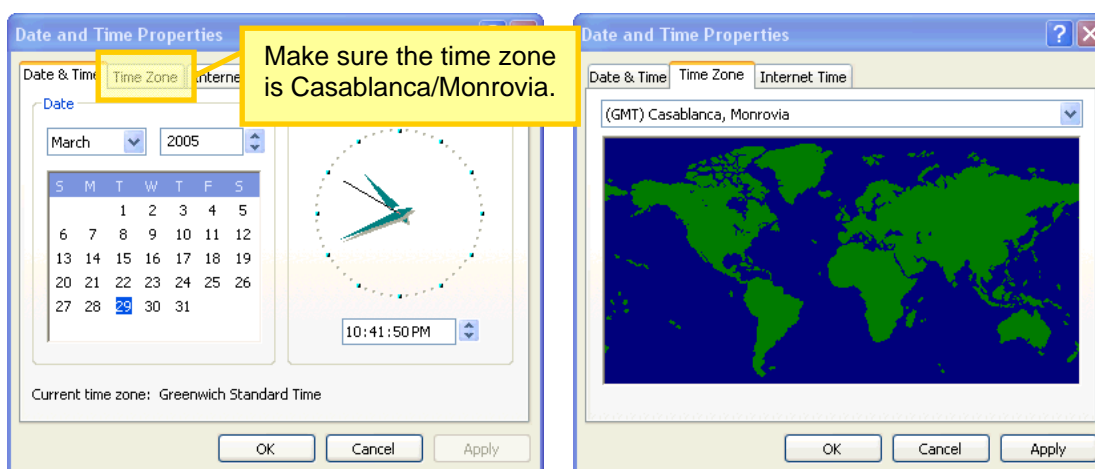 Date and Time Properties
Make sure the time zone
is Casablanca/Monrovia.
Date & Time
Time Zone
Date
March
2005
S M T W T F S
1 2 3 4 5
6 7 8 9 10 11 12
13 14 15 16 17 18 19
20 21 22 23 24 25 26
27 28 29 30 31
10:41:50 PM
Current time zone: Greenwich Standard Time
OK Cancel Apply
Date and Time Properties
Date & Time Time Zone Internet Time
(GMT) Casablanca, Monrovia
OK Cancel Apply